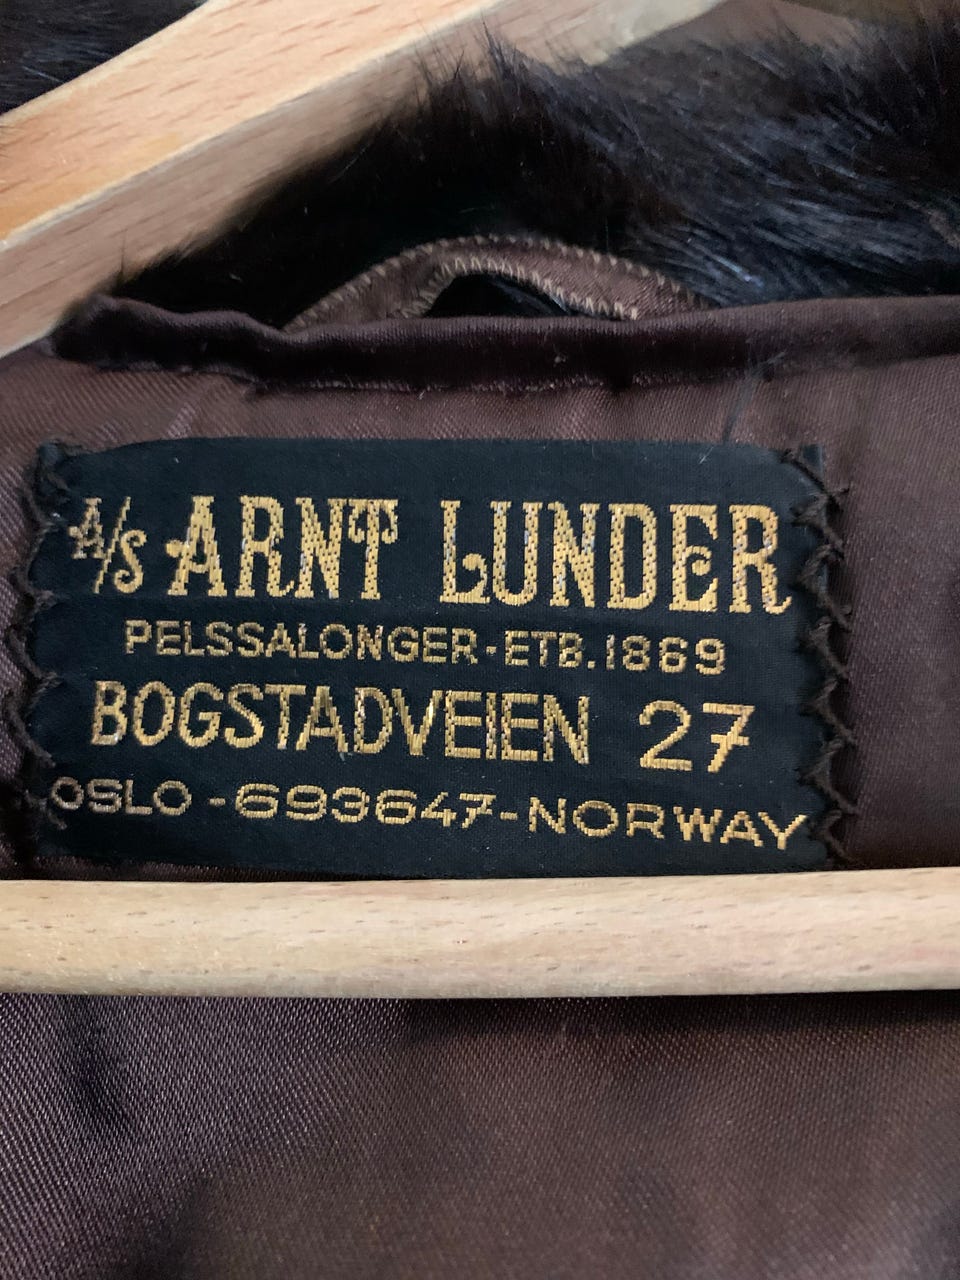 A/S ARNT LUNDER
PELSSALONGER-ETB.1869
BOGSTADVEIEN 27
OSLO-693647-NORWAY